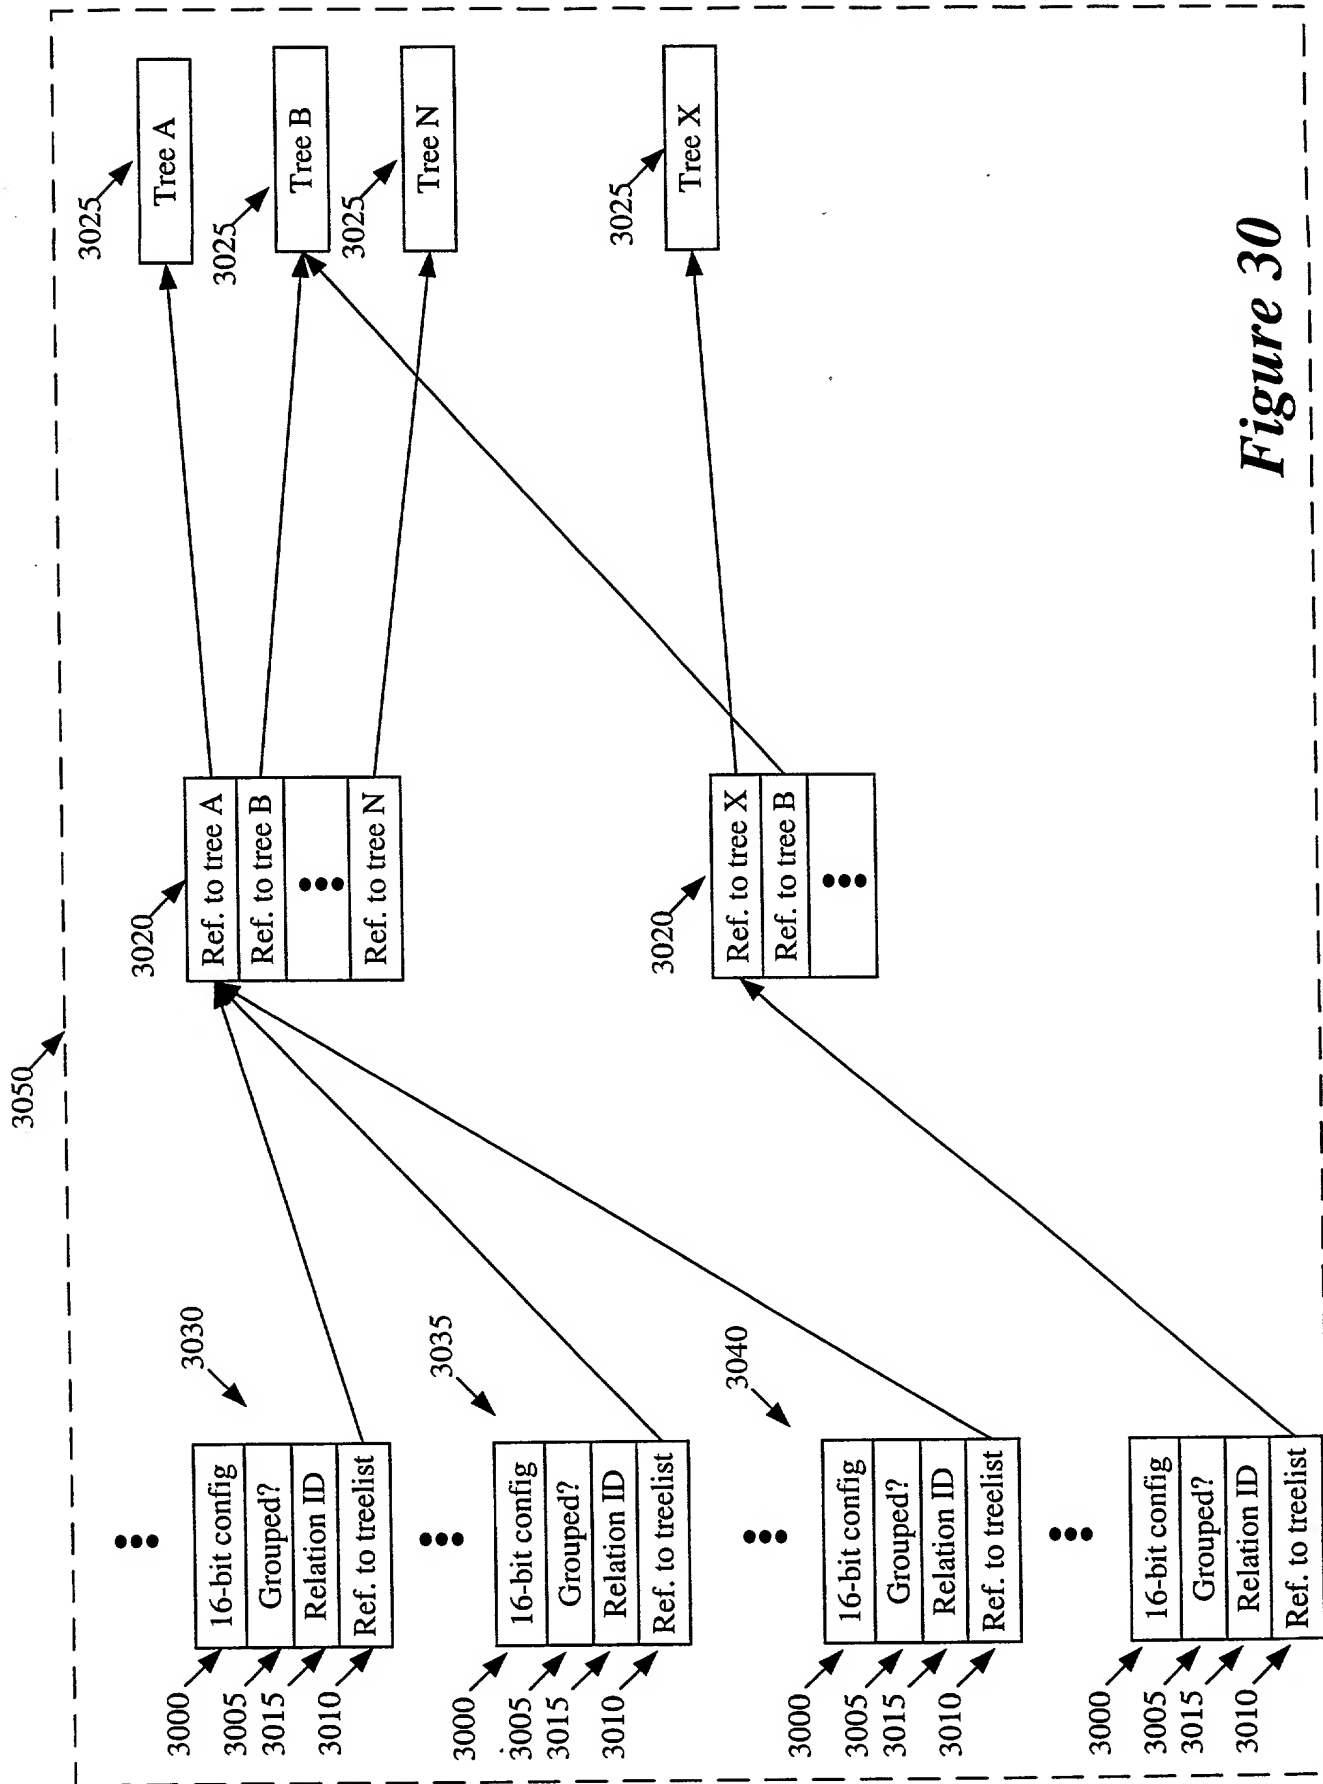 3050
3030
16-bit config
Grouped?
Relation ID
Ref. to treelist
3000
3005
3015
3010
3035
16-bit config
Grouped?
Relation ID
Ref. to treelist
3000
3005
3015
3010
3040
16-bit config
Grouped?
Relation ID
Ref. to treelist
3000
3005
3015
3010
16-bit config
Grouped?
Relation ID
Ref. to treelist
3000
3005
3015
3010
3020
Ref. to tree A
Ref. to tree B
Ref. to tree N
3020
Ref. to tree X
Ref. to tree B
3025
Tree A
3025
Tree B
3025
Tree N
3025
Tree X
Figure 30